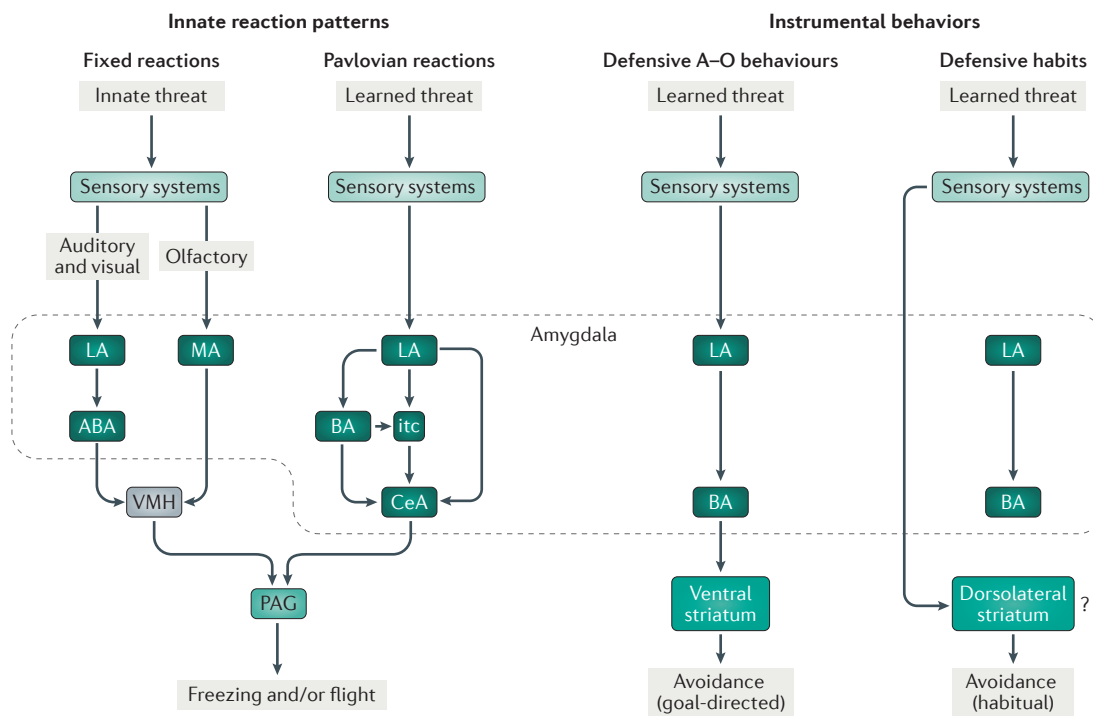 Innate reaction patterns
Instrumental behaviors
Fixed reactions
Pavlovian reactions
Defensive A–O behaviours
Defensive habits
Innate threat
Learned threat
Learned threat
Learned threat
Sensory systems
Sensory systems
Sensory systems
Sensory systems
Auditory
and visual
Olfactory
Amygdala
LA
MA
LA
LA
LA
ABA
BA
itc
VMH
CeA
BA
BA
PAG
Ventral
striatum
Dorsolateral
striatum
?
Freezing and/or flight
Avoidance
(goal-directed)
Avoidance
(habitual)